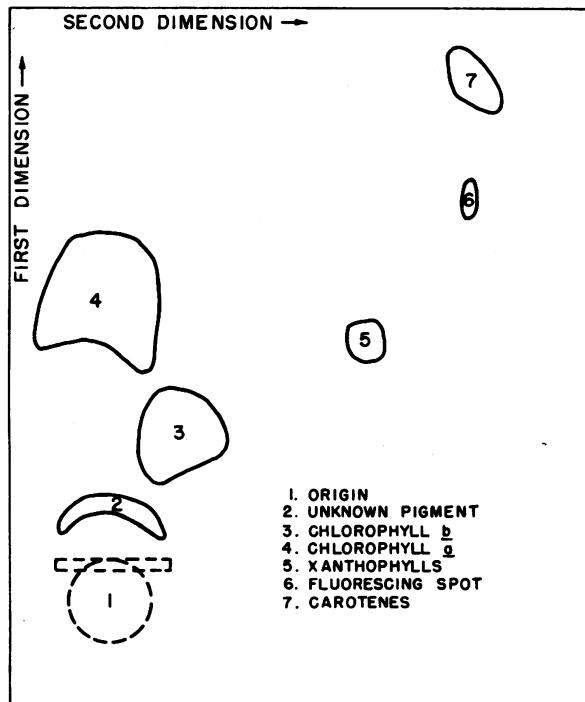 SECOND DIMENSION →
FIRST DIMENSION →
7
6
4
5
3
2
1
1. ORIGIN
2. UNKNOWN PIGMENT
3. CHLOROPHYLL b
4. CHLOROPHYLL a
5. XANTHOPHYLLS
6. FLUORESCING SPOT
7. CAROTENES